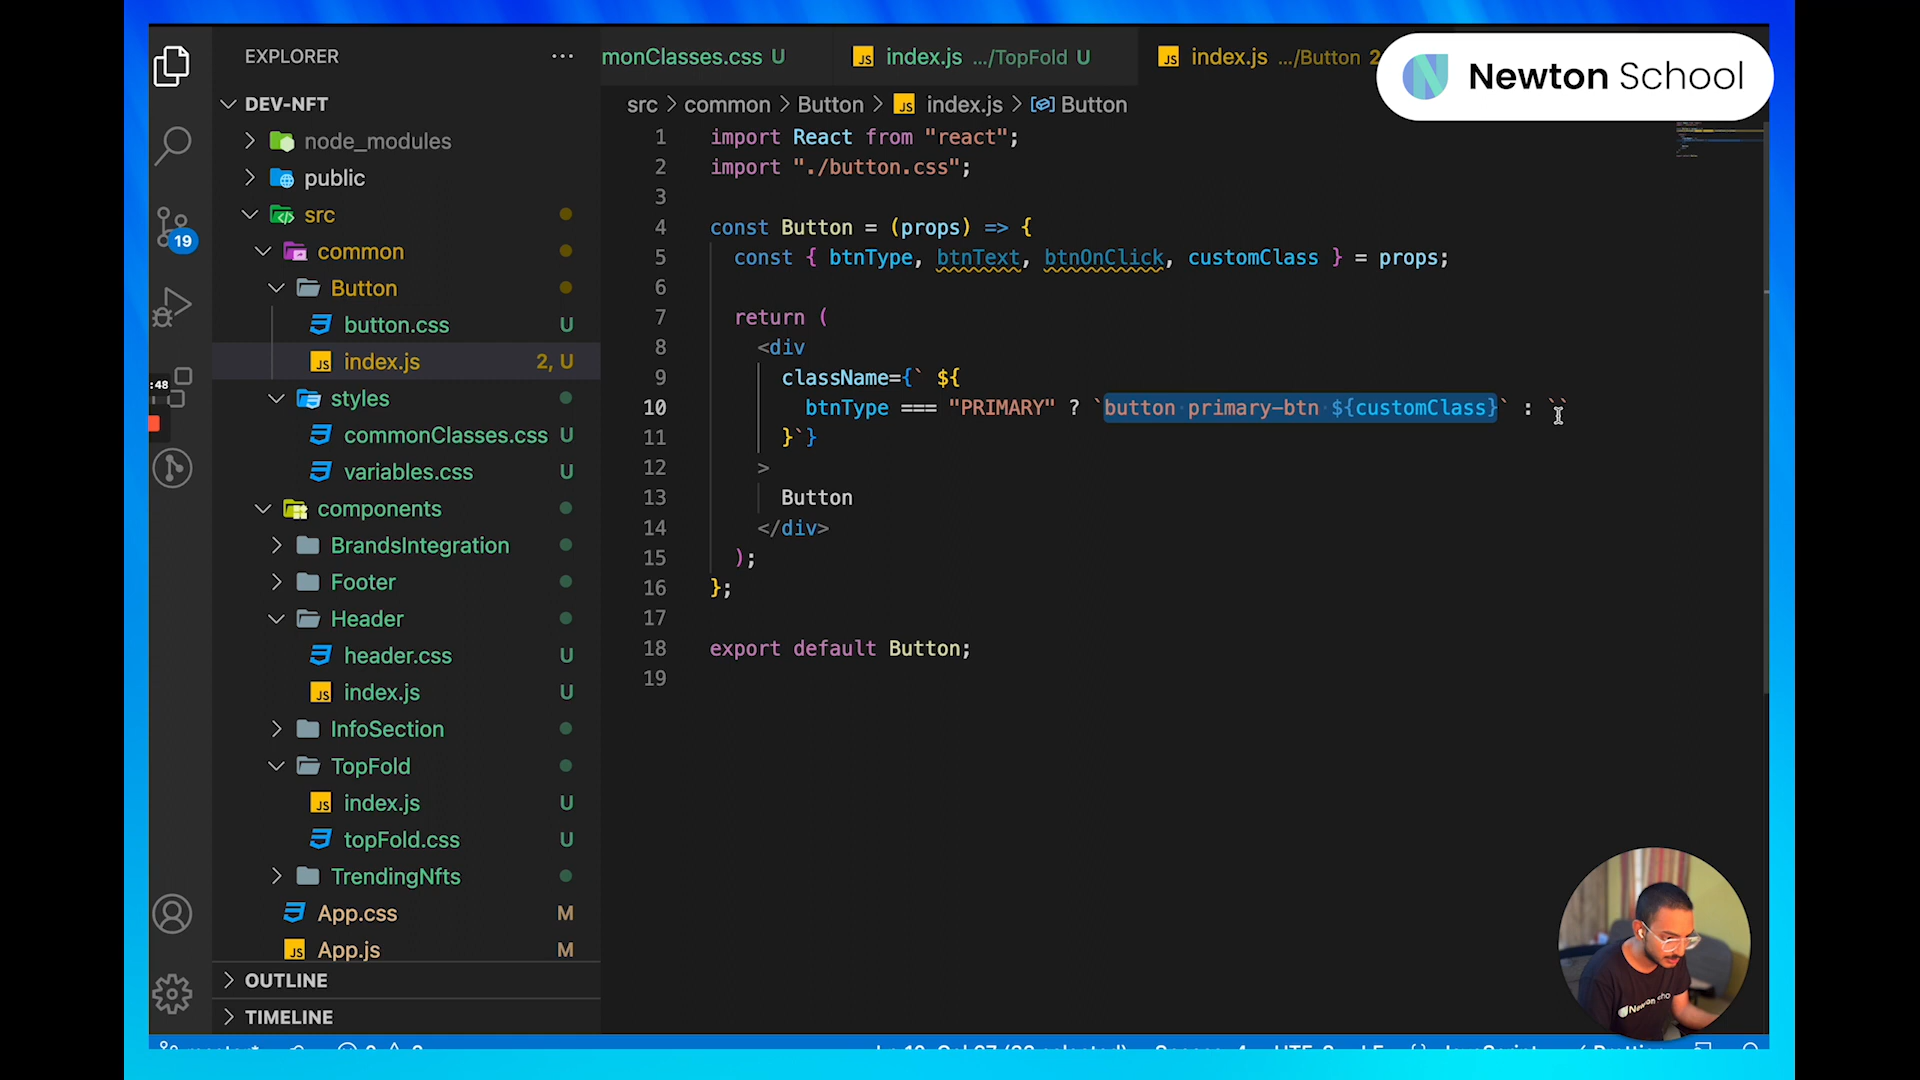 EXPLORER
DEV-NFT
node_modules
public
src
common
Button
button.css U
index.js 2, U
styles
commonClasses.css U
variables.css U
components
BrandsIntegration
Footer
Header
header.css U
index.js U
InfoSection
TopFold
index.js U
topFold.css U
TrendingNfts
App.css M
App.js M
OUTLINE
TIMELINE
19
:48
monClasses.css U
index.js .../TopFold U
index.js .../Button 2
Newton School
src > common > Button > index.js > Button
1 import React from "react";
2 import "./button.css";
3
4 const Button = (props) => {
5 const { btnType, btnText, btnOnClick, customClass } = props;
6
7 return (
8 <div
9 className={` ${
10 btnType === "PRIMARY" ? `button primary-btn ${customClass}` : ``
11 }`}
12 >
13 Button
14 </div>
15 );
16 };
17
18 export default Button;
19